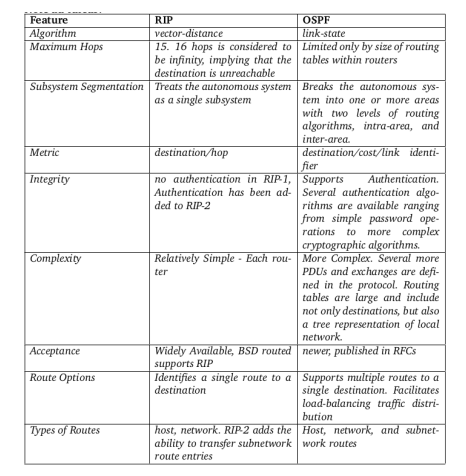 Feature RIP OSPF
Algorithm vector-distance link-state
Maximum Hops 15. 16 hops is considered to Limited only by size of routing
be infinity, implying that the tables within routers
destination is unreachable
Subsystem Segmentation Treats the autonomous system Breaks the autonomous sys-
as a single subsystem tem into one or more areas
with two levels of routing
algorithms, intra-area, and
inter-area.
Metric destination/hop destination/cost/link identi-
fier
Integrity no authentication in RIP-1, Supports Authentication.
Authentication has been ad- Several authentication algo-
ded to RIP-2 rithms are available ranging
from simple password ope-
rations to more complex
cryptographic algorithms.
Complexity Relatively Simple - Each rou- More Complex. Several more
ter PDUs and exchanges are defi-
ned in the protocol. Routing
tables are large and include
not only destinations, but also
a tree representation of local
network.
Acceptance Widely Available, BSD routed newer, published in RFCs
supports RIP
Route Options Identifies a single route to a Supports multiple routes to a
destination single destination. Facilitates
load-balancing traffic distri-
bution
Types of Routes host, network. RIP-2 adds the Host, network, and subnet-
ability to transfer subnetwork work routes
route entries